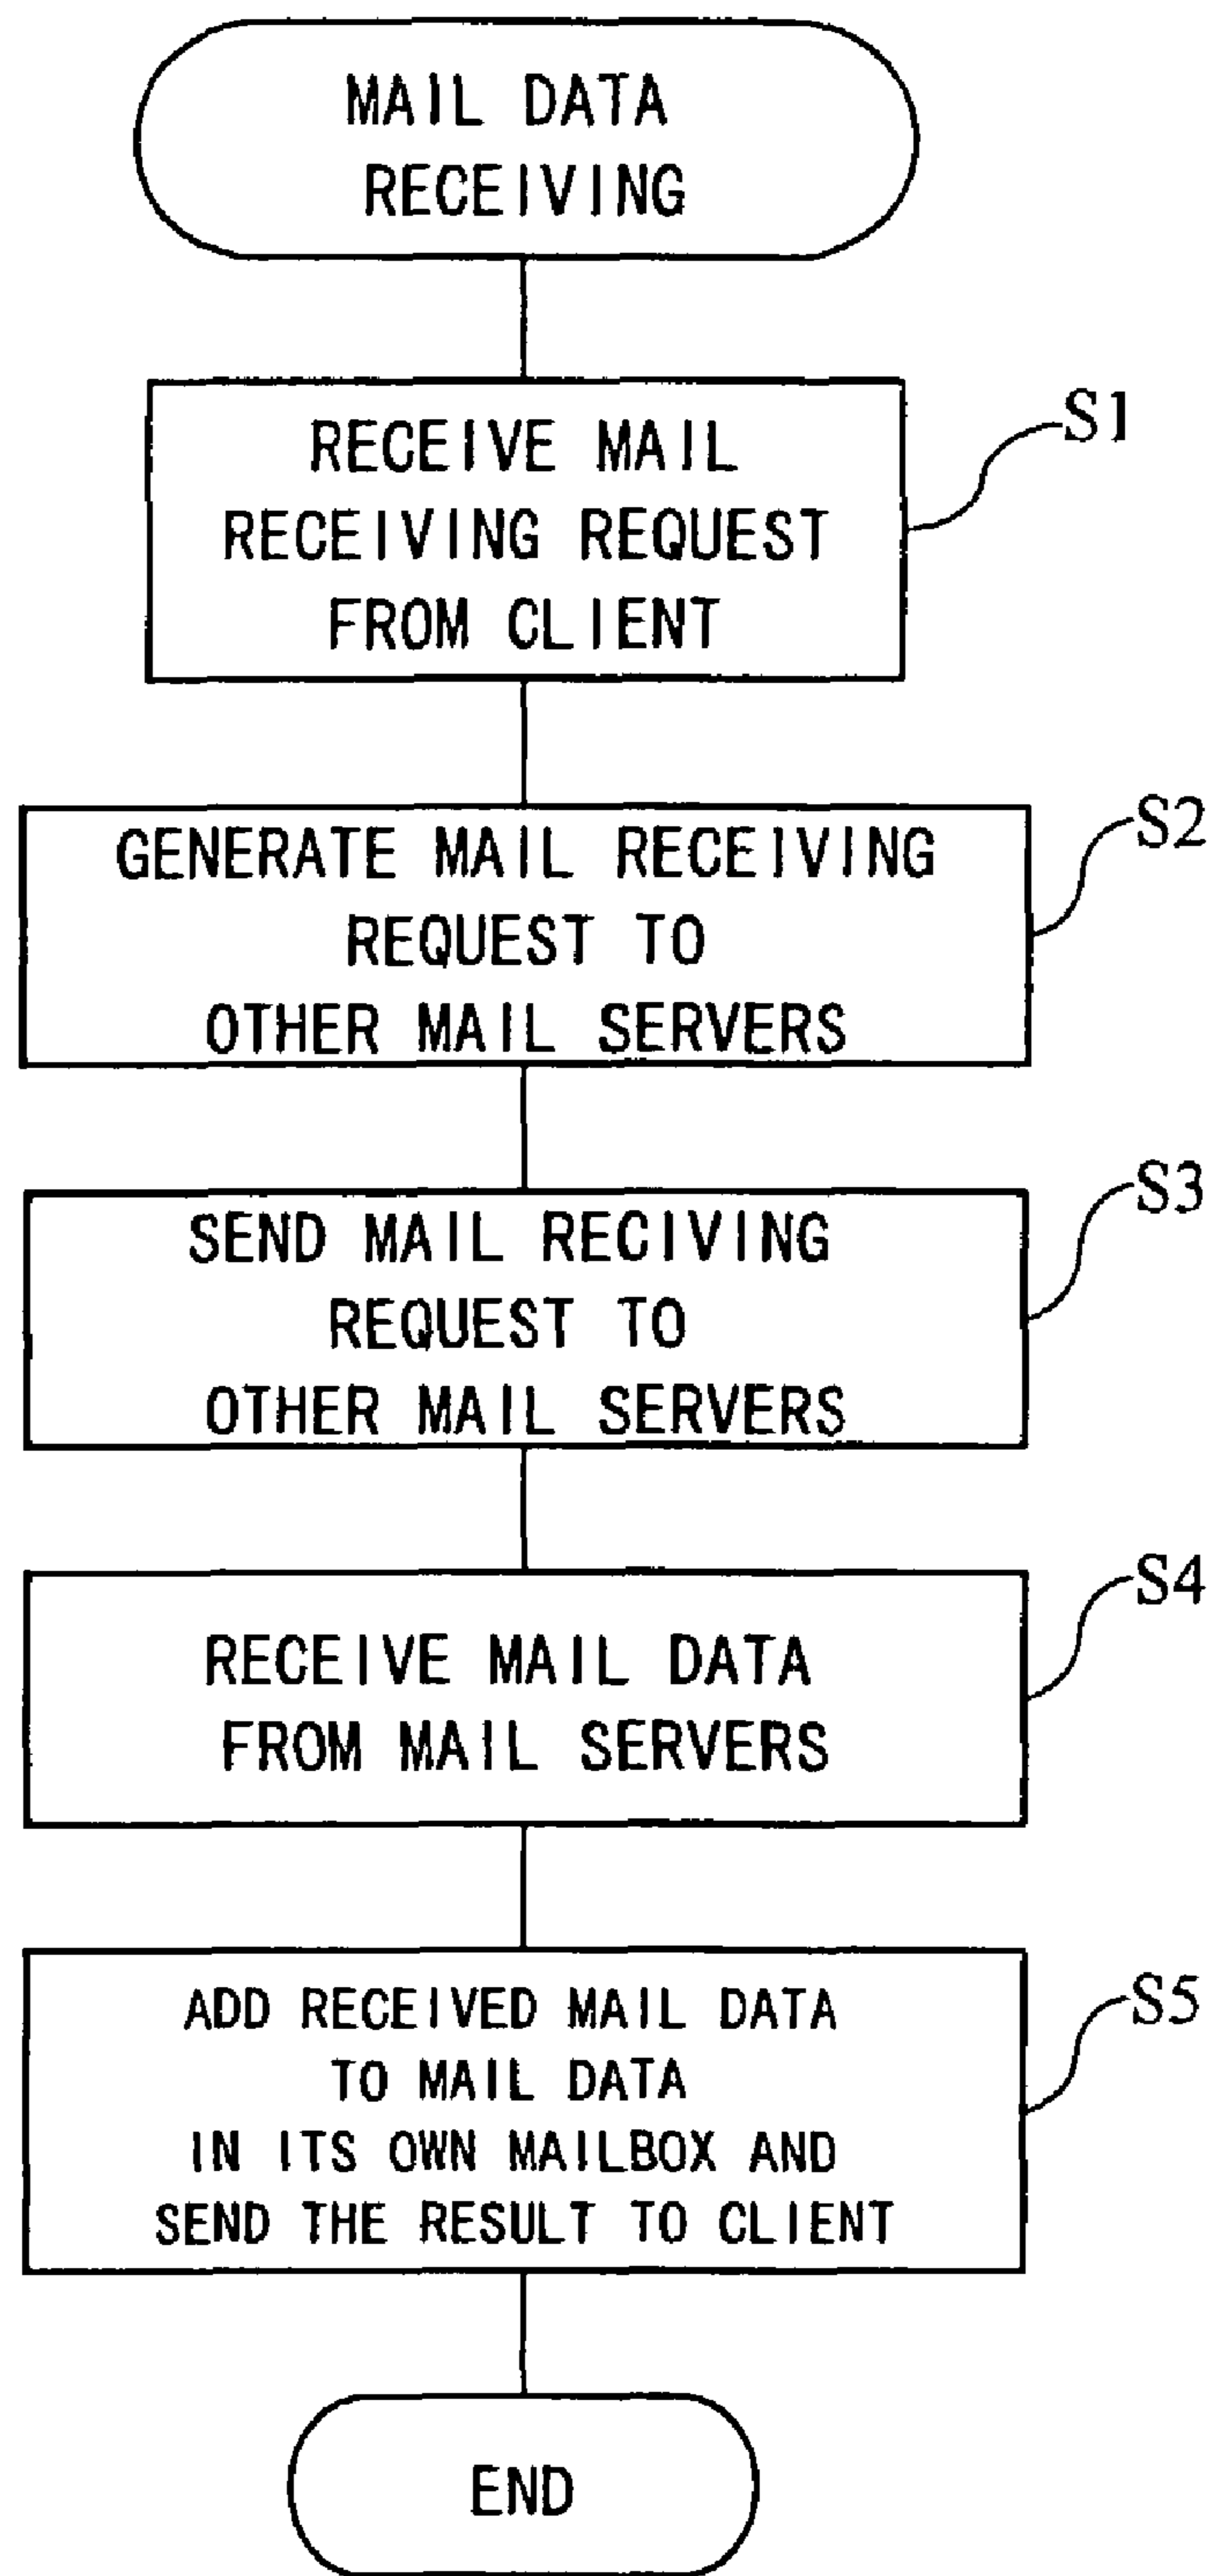 MAIL DATA
RECEIVING
RECEIVE MAIL
RECEIVING REQUEST
FROM CLIENT
S1
GENERATE MAIL RECEIVING
REQUEST TO
OTHER MAIL SERVERS
S2
SEND MAIL RECIVING
REQUEST TO
OTHER MAIL SERVERS
S3
RECEIVE MAIL DATA
FROM MAIL SERVERS
S4
ADD RECEIVED MAIL DATA
TO MAIL DATA
IN ITS OWN MAILBOX AND
SEND THE RESULT TO CLIENT
S5
END